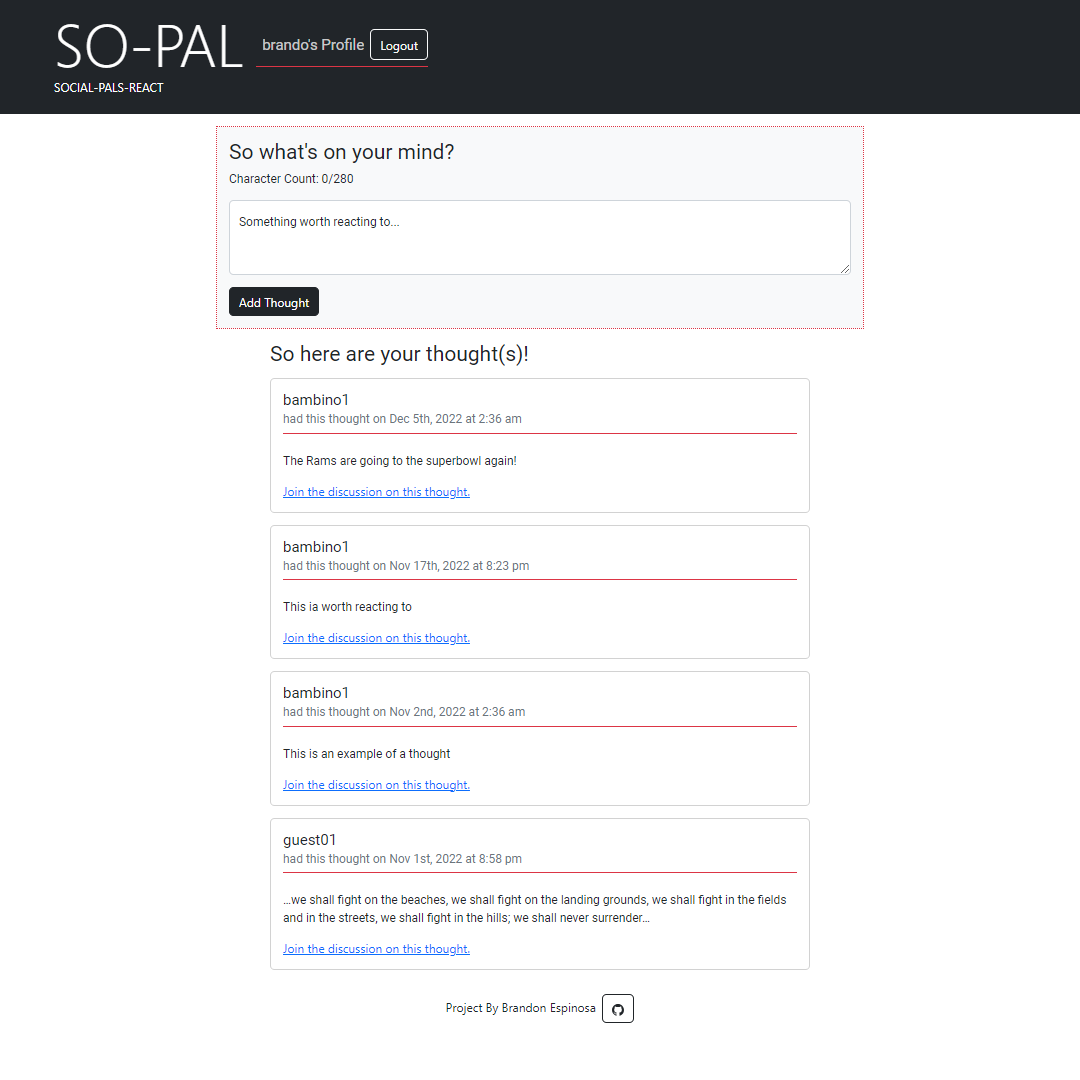 SO-PAL
brando's Profile
Logout
SOCIAL-PALS-REACT
So what's on your mind?
Character Count: 0/280
Something worth reacting to...
Add Thought
So here are your thought(s)!
bambino1
had this thought on Dec 5th, 2022 at 2:36 am
The Rams are going to the superbowl again!
Join the discussion on this thought.
bambino1
had this thought on Nov 17th, 2022 at 8:23 pm
This ia worth reacting to
Join the discussion on this thought.
bambino1
had this thought on Nov 2nd, 2022 at 2:36 am
This is an example of a thought
Join the discussion on this thought.
guest01
had this thought on Nov 1st, 2022 at 8:58 pm
...we shall fight on the beaches, we shall fight on the landing grounds, we shall fight in the fields
and in the streets, we shall fight in the hills; we shall never surrender...
Join the discussion on this thought.
Project By Brandon Espinosa